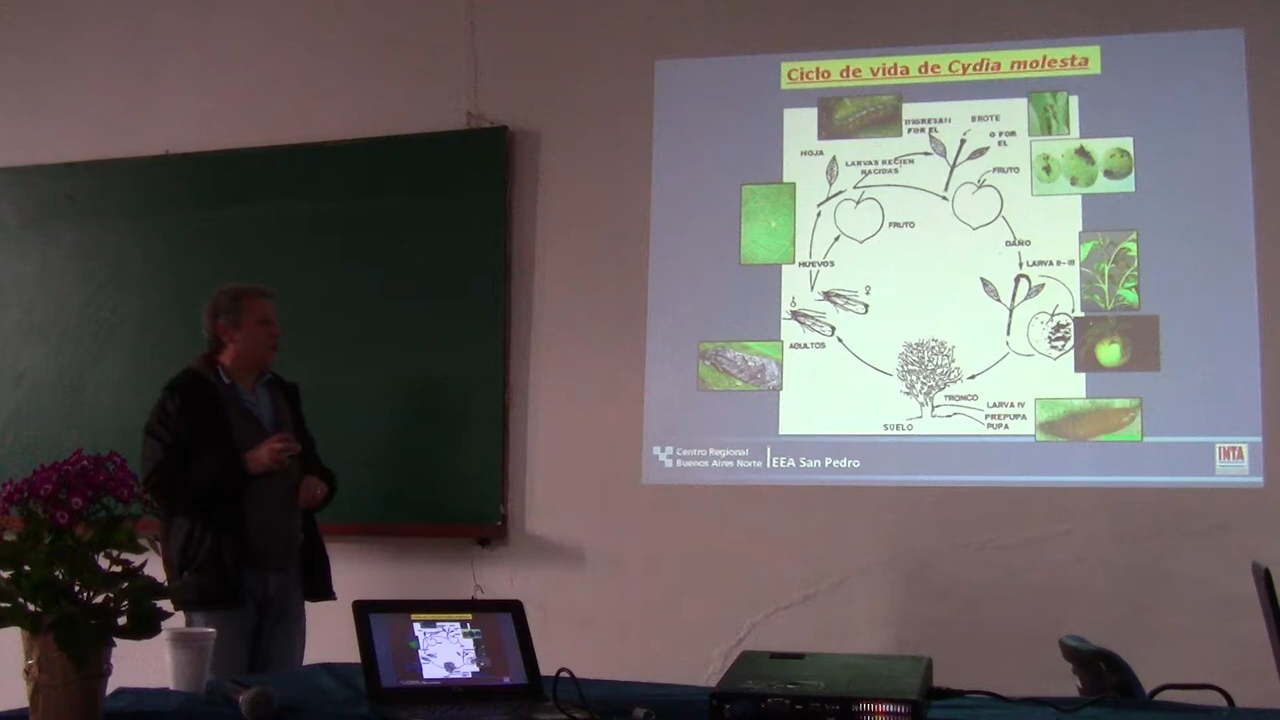 Ciclo de vida de Cydia molesta
INGRESAN
POR EL
BROTE
O POR
EL
HOJA
LARVAS RECIEN
NACIDAS
FRUTO
FRUTO
DAÑO
HUEVOS
LARVA II-III
ADULTOS
TRONCO
LARVA IV
PREPUPA
PUPA
SUELO
Centro Regional
Buenos Aires Norte
EEA San Pedro
INTA